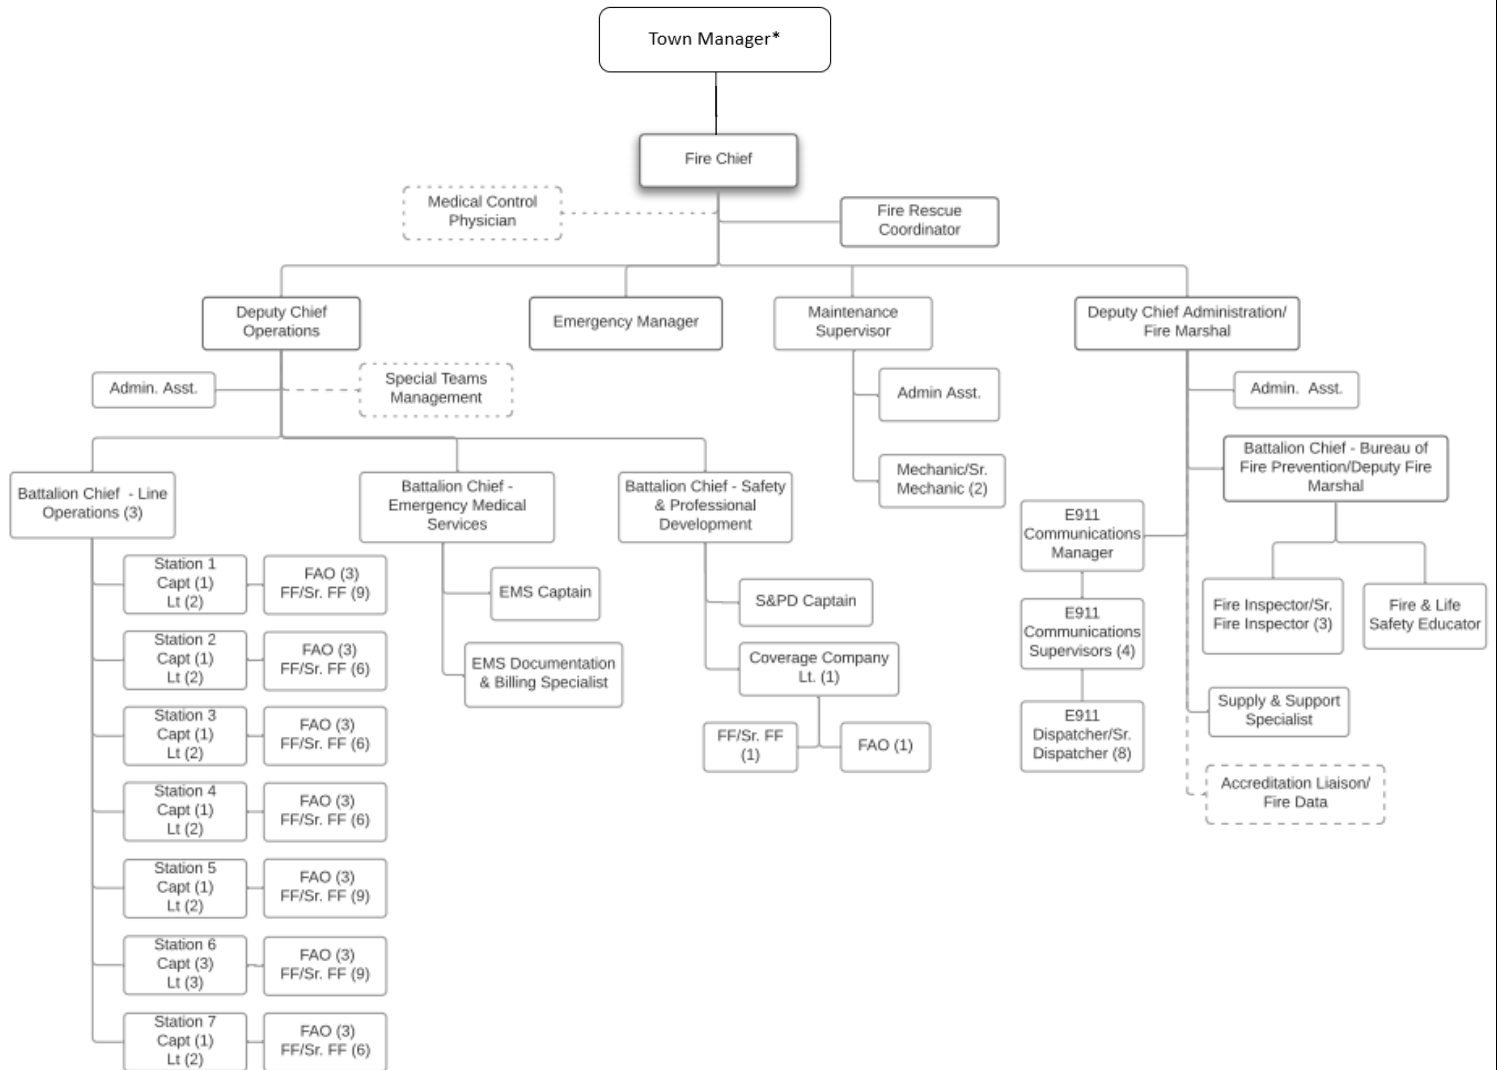 Town Manager*
Fire Chief
Medical Control
Physician
Fire Rescue
Coordinator
Deputy Chief
Operations
Emergency Manager
Maintenance
Supervisor
Deputy Chief Administration/
Fire Marshal
Admin. Asst.
Special Teams
Management
Admin Asst.
Mechanic/Sr.
Mechanic (2)
Admin.  Asst.
Battalion Chief - Bureau of
Fire Prevention/Deputy Fire
Marshal
Battalion Chief  - Line
Operations (3)
Battalion Chief -
Emergency Medical
Services
Battalion Chief - Safety
& Professional
Development
Station 1
Capt (1)
Lt (2)
FAO (3)
FF/Sr. FF (9)
Station 2
Capt (1)
Lt (2)
FAO (3)
FF/Sr. FF (6)
Station 3
Capt (1)
Lt (2)
FAO (3)
FF/Sr. FF (6)
Station 4
Capt (1)
Lt (2)
FAO (3)
FF/Sr. FF (6)
Station 5
Capt (1)
Lt (2)
FAO (3)
FF/Sr. FF (9)
Station 6
Capt (3)
Lt (3)
FAO (3)
FF/Sr. FF (9)
Station 7
Capt (1)
Lt (2)
FAO (3)
FF/Sr. FF (6)
EMS Captain
EMS Documentation
& Billing Specialist
S&PD Captain
Coverage Company
Lt. (1)
FF/Sr. FF
(1)
FAO (1)
E911
Communications
Manager
E911
Communications
Supervisors (4)
E911
Dispatcher/Sr.
Dispatcher (8)
Fire Inspector/Sr.
Fire Inspector (3)
Fire & Life
Safety Educator
Supply & Support
Specialist
Accreditation Liaison/
Fire Data